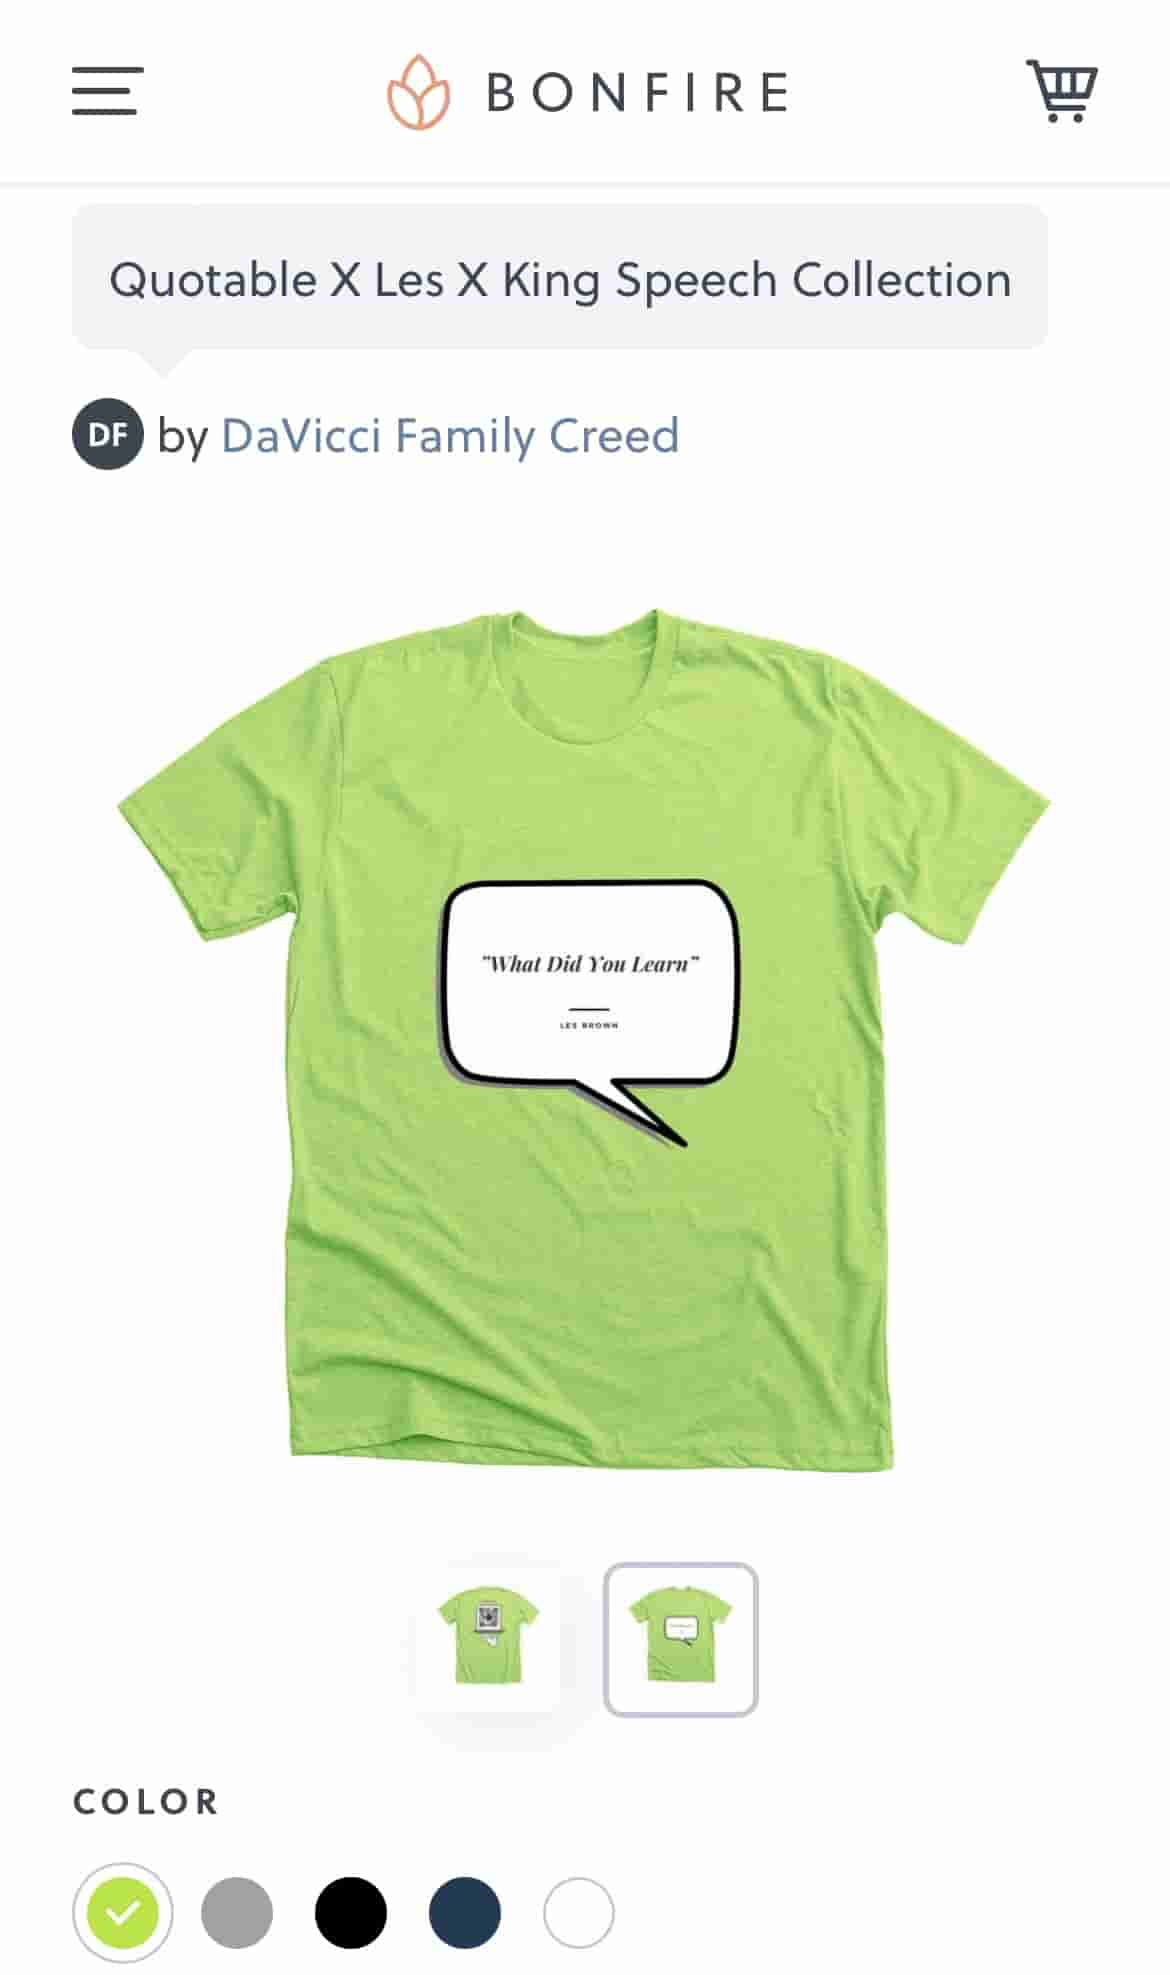 BONFIRE
Quotable X Les X King Speech Collection
DF by DaVicci Family Creed
"What Did You Learn"
LES BROWN
COLOR